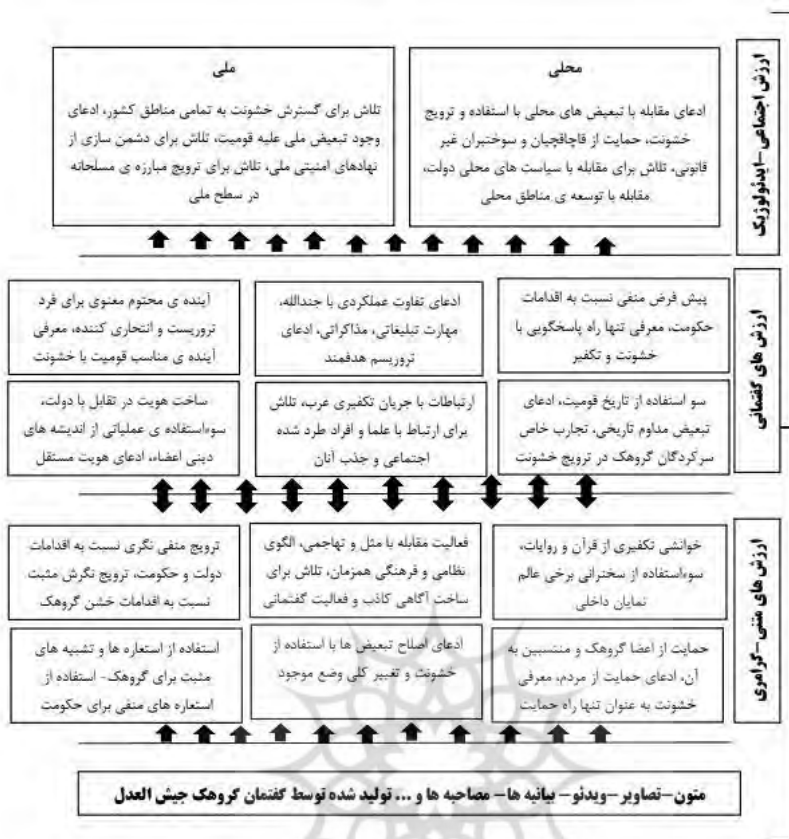 ارزش اجتماعی-ایدئولوژیک
محلی
ادعای مقابله با تبعیض های محلی با استفاده و ترویج
خشونت، حمایت از قاچاقچیان و سوختبران غیر
قانونی، تلاش برای مقابله با سیاست های محلی دولت،
مقابله با توسعه ی مناطق محلی
ملی
تلاش برای گسترش خشونت به تمامی مناطق کشور، ادعای
وجود تبعیض ملی علیه قومیت، تلاش برای دشمن سازی از
نهادهای امنیتی ملی، تلاش برای ترویج مبارزه ی مسلحانه
در سطح ملی
ارزش های گفتمانی
پیش فرض منفی نسبت به اقدامات
حکومت، معرفی تنها راه پاسخگویی با
خشونت و تکفیر
ادعای تفاوت عملکردی با جندالله،
مهارت تبلیغاتی، مذاکراتی، ادعای
تروریسم هدفمند
آینده ی محتوم معنوی برای فرد
تروریست و انتحاری کننده، معرفی
آینده ی مناسب قومیت با خشونت
سو استفاده از تاریخ قومیت، ادعای
تبعیض مداوم تاریخی، تجارب خاص
سرکردگان گروهک در ترویج خشونت
ارتباطات با جریان تکفیری عرب، تلاش
برای ارتباط با علما و افراد طرد شده
اجتماعی و جذب آنان
ساخت هویت در تقابل با دولت،
سوءاستفاده ی عملیاتی از اندیشه های
دینی اعضاء، ادعای هویت مستقل
ارزش های متنی -گرامری
خوانشی تکفیری از قرآن و روایات،
سوءاستفاده از سخنرانی برخی عالم
نمایان داخلی
فعالیت مقابله با مثل و تهاجمی، الگوی
نظامی و فرهنگی همزمان، تلاش برای
ساخت آگاهی کاذب و فعالیت گفتمانی
ترویج منفی نگری نسبت به اقدامات
دولت و حکومت، ترویج نگرش مثبت
نسبت به اقدامات خشن گروهک
حمایت از اعضا گروهک و منتسبین به
آن، ادعای حمایت از مردم، معرفی
خشونت به عنوان تنها راه حمایت
ادعای اصلاح تبعیض ها با استفاده از
خشونت و تغییر کلی وضع موجود
استفاده از استعاره ها و تشبیه های
مثبت برای گروهک- استفاده از
استعاره های منفی برای حکومت
متون-تصاویر-ویدئو- بیانیه ها- مصاحبه ها و ... تولید شده توسط گفتمان گروهک جیش العدل